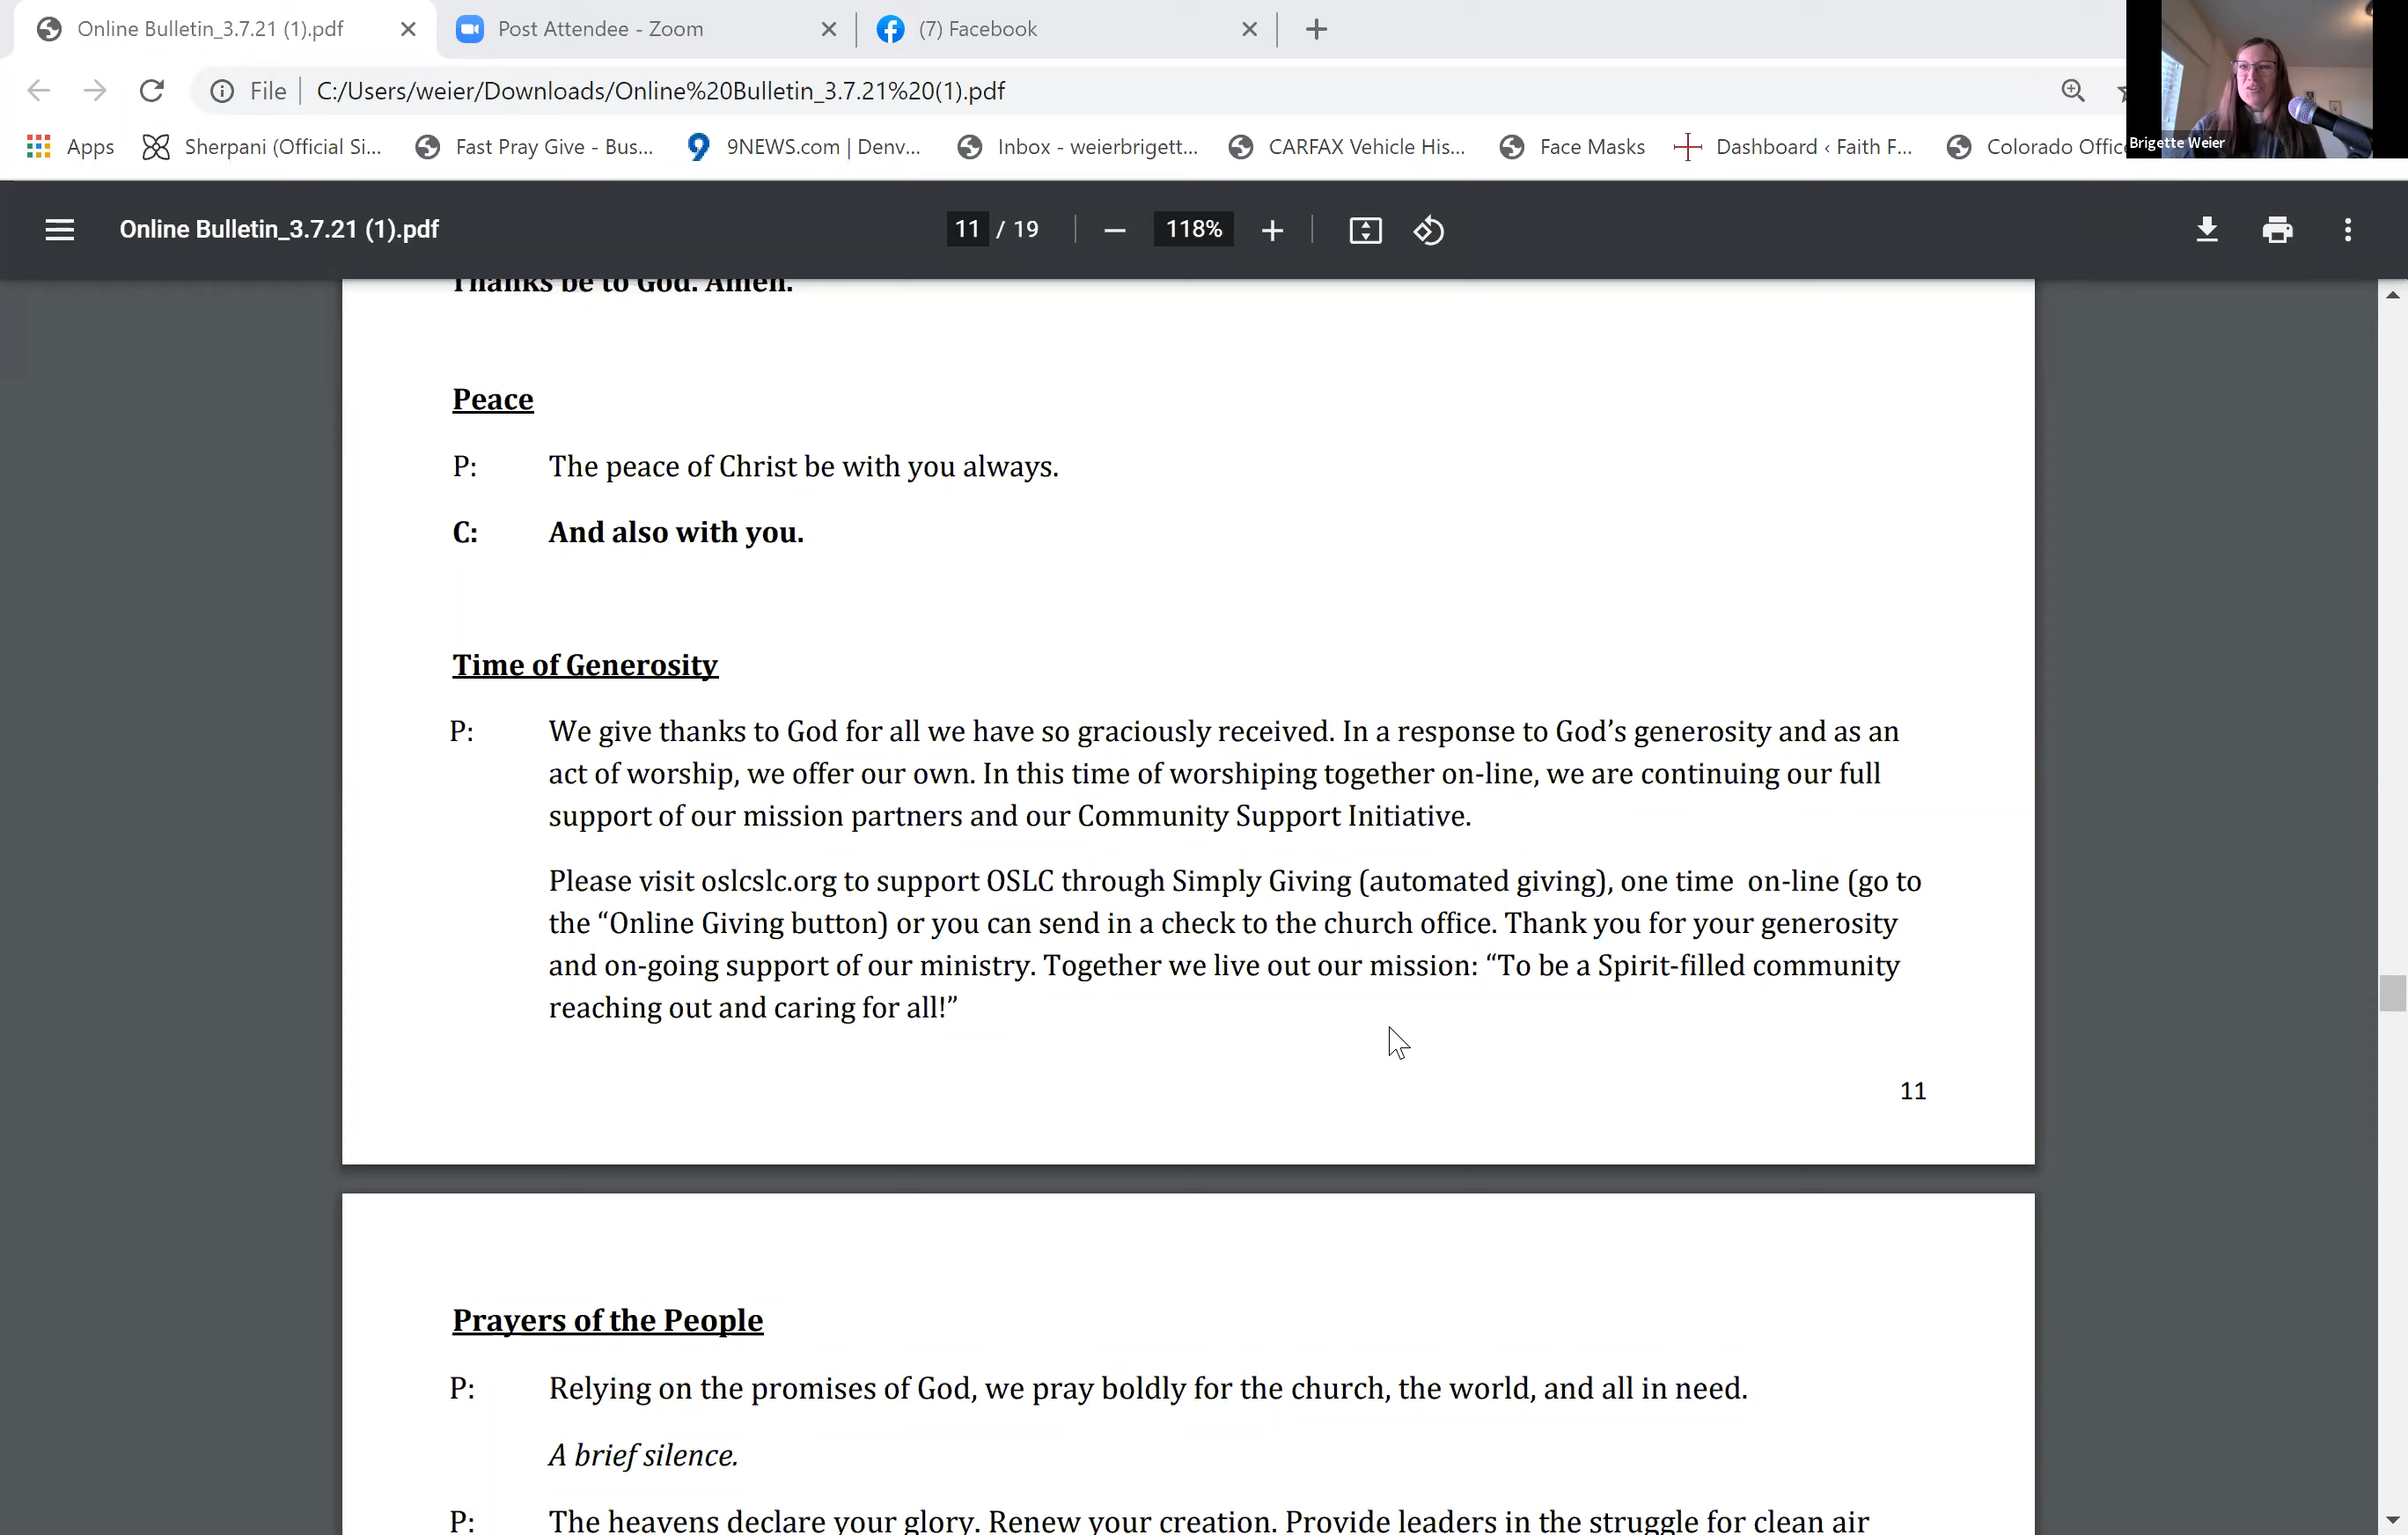 Online Bulletin_3.7.21 (1).pdf
Post Attendee - Zoom
(7) Facebook
File
C:/Users/weier/Downloads/Online%20Bulletin_3.7.21%20(1).pdf
Apps
Sherpani (Official Si...
Fast Pray Give - Bus...
9NEWS.com | Denv...
Inbox - weierbrigett...
CARFAX Vehicle His...
Face Masks
Dashboard ‹ Faith F...
Colorado Offic
Brigette Weier
Online Bulletin_3.7.21 (1).pdf
11 / 19
118%
Thanks be to God. Amen.
Peace
P: The peace of Christ be with you always.
C: And also with you.
Time of Generosity
P: We give thanks to God for all we have so graciously received. In a response to God’s generosity and as an
act of worship, we offer our own. In this time of worshiping together on-line, we are continuing our full
support of our mission partners and our Community Support Initiative.
Please visit oslcslc.org to support OSLC through Simply Giving (automated giving), one time on-line (go to
the “Online Giving button) or you can send in a check to the church office. Thank you for your generosity
and on-going support of our ministry. Together we live out our mission: “To be a Spirit-filled community
reaching out and caring for all!”
11
Prayers of the People
P: Relying on the promises of God, we pray boldly for the church, the world, and all in need.
A brief silence.
P: The heavens declare your glory. Renew your creation. Provide leaders in the struggle for clean air